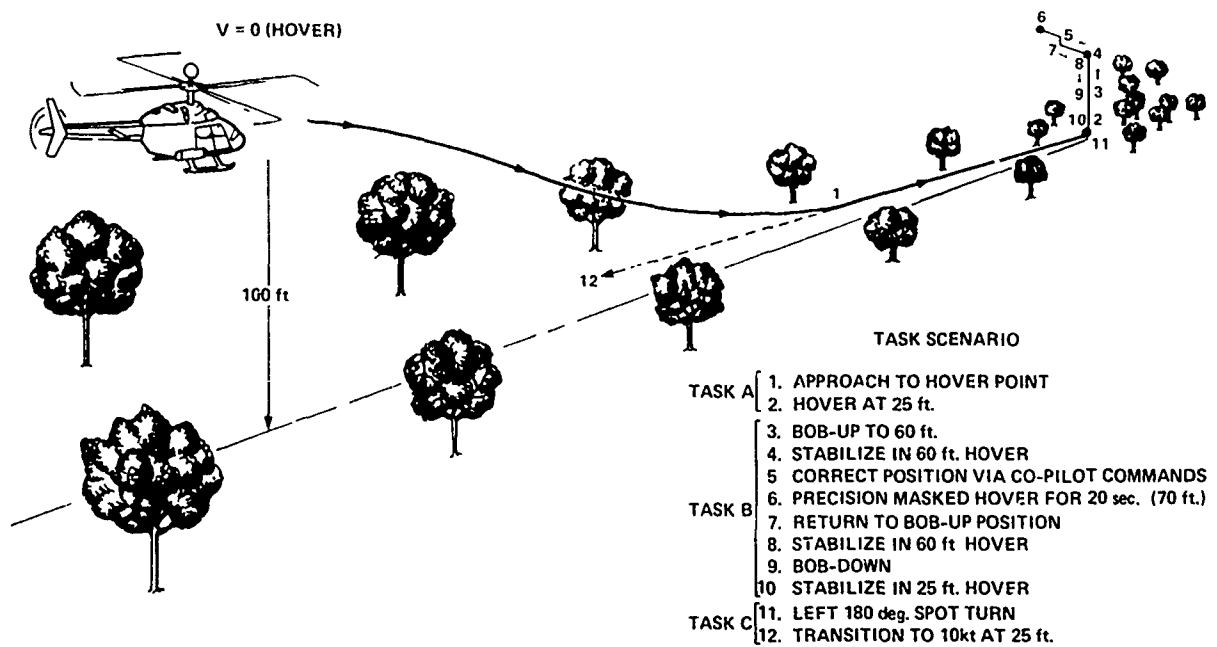 V = 0 (HOVER)
6
5
4
7
8
1
3
9
10
2
11
1
12
100 ft
TASK SCENARIO
TASK A
1. APPROACH TO HOVER POINT
2. HOVER AT 25 ft.
TASK B
3. BOB-UP TO 60 ft.
4. STABILIZE IN 60 ft. HOVER
5 CORRECT POSITION VIA CO-PILOT COMMANDS
6. PRECISION MASKED HOVER FOR 20 sec. (70 ft.)
7. RETURN TO BOB-UP POSITION
8. STABILIZE IN 60 ft HOVER
9. BOB-DOWN
10 STABILIZE IN 25 ft. HOVER
TASK C
11. LEFT 180 deg. SPOT TURN
12. TRANSITION TO 10kt AT 25 ft.